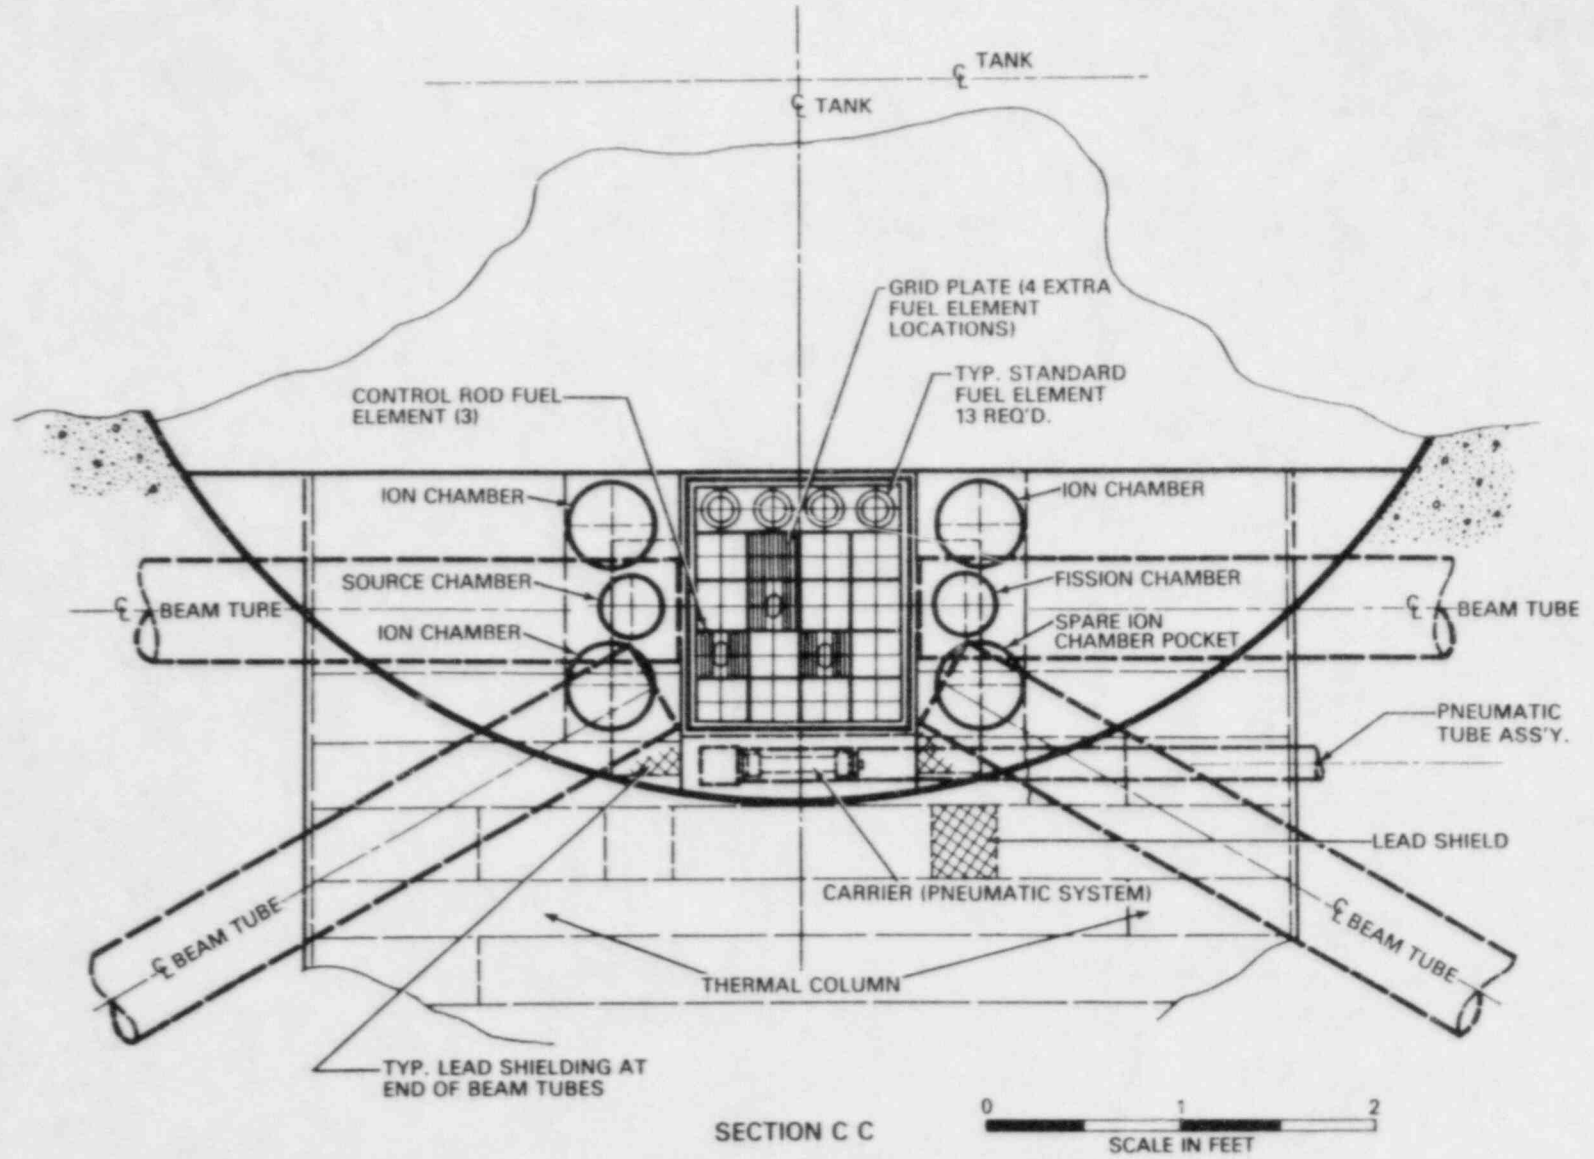 ℄ TANK
℄ TANK
GRID PLATE (4 EXTRA
FUEL ELEMENT
LOCATIONS)
TYP. STANDARD
FUEL ELEMENT
13 REQ'D.
CONTROL ROD FUEL
ELEMENT (3)
ION CHAMBER
ION CHAMBER
SOURCE CHAMBER
FISSION CHAMBER
℄ BEAM TUBE
℄ BEAM TUBE
ION CHAMBER
SPARE ION
CHAMBER POCKET
PNEUMATIC
TUBE ASS'Y.
LEAD SHIELD
CARRIER (PNEUMATIC SYSTEM)
℄ BEAM TUBE
℄ BEAM TUBE
THERMAL COLUMN
TYP. LEAD SHIELDING AT
END OF BEAM TUBES
SECTION C C
0 1 2
SCALE IN FEET